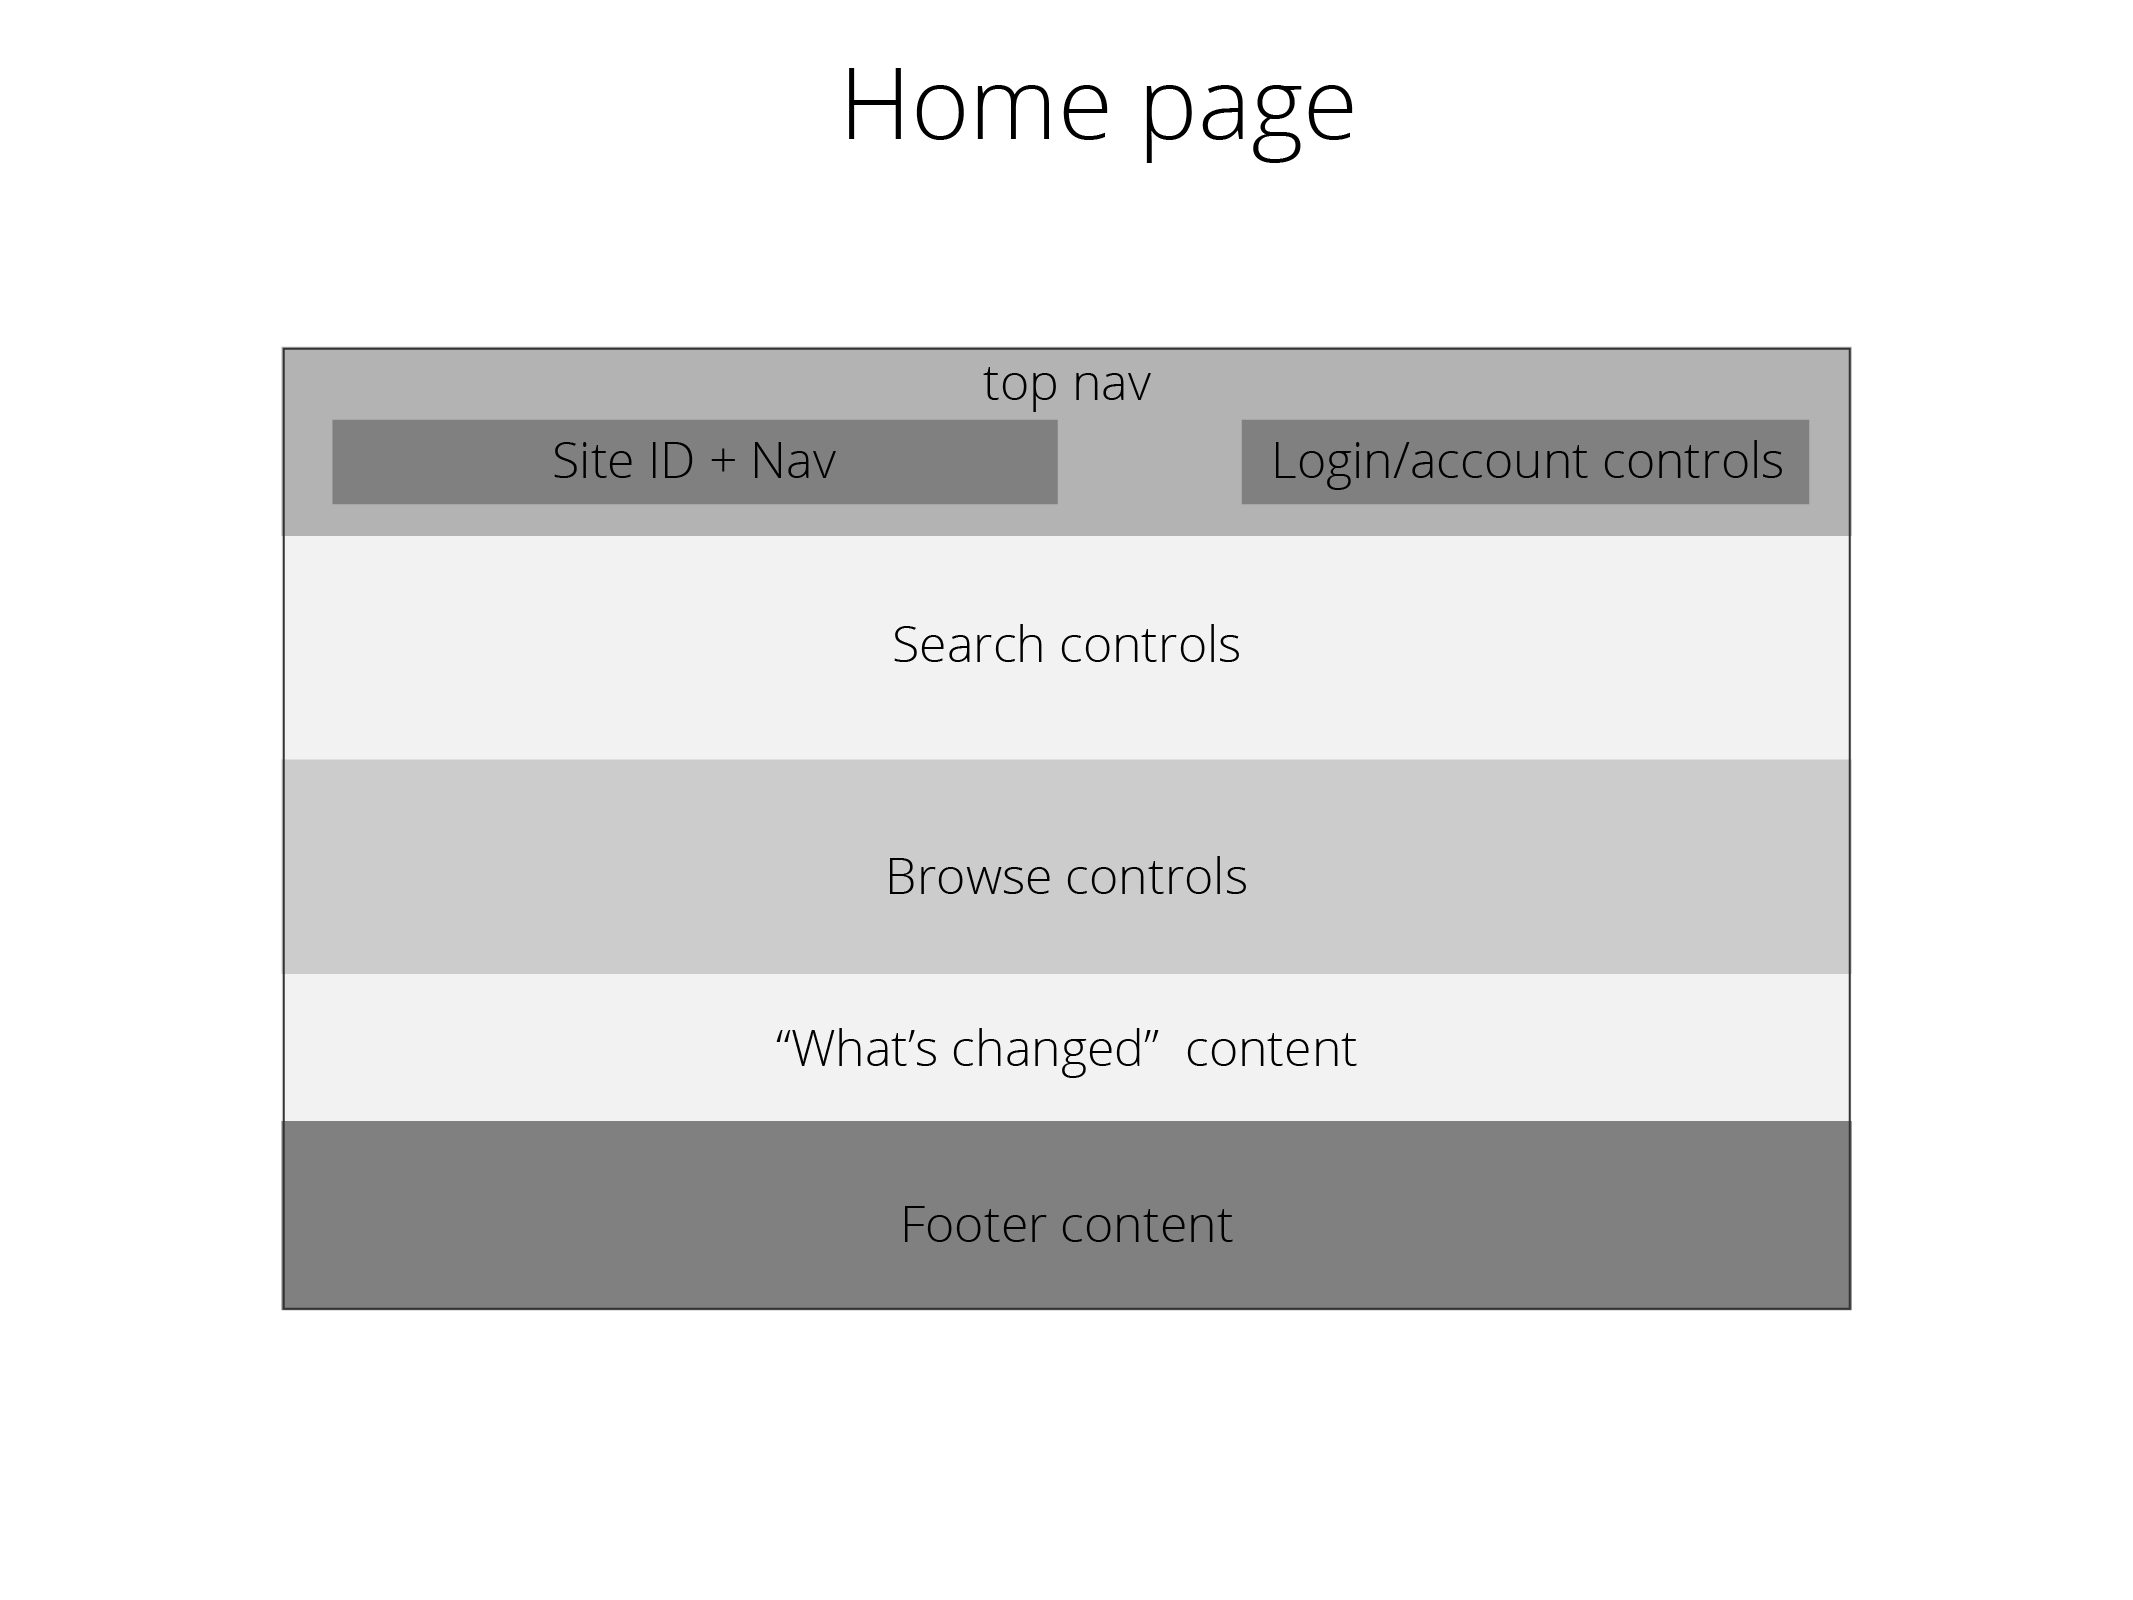 Home page
top nav
Site ID + Nav
Login/account controls
Search controls
Browse controls
“What’s changed”  content
Footer content